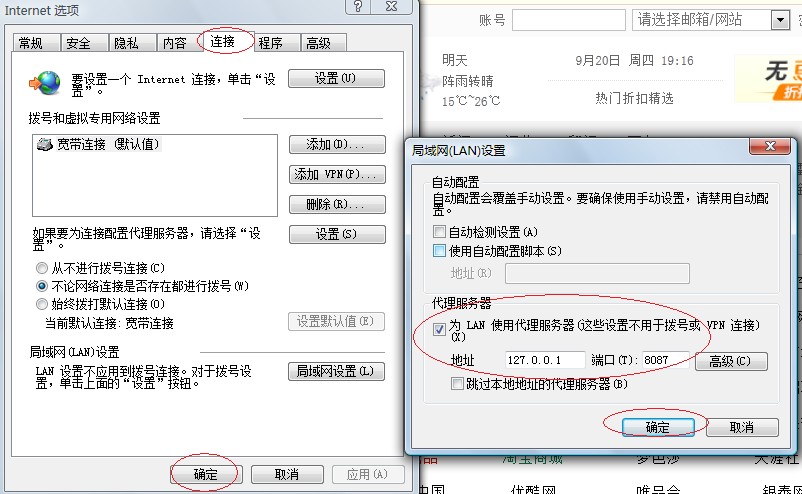 Internet 选项
常规 安全 隐私 内容 连接 程序 高级
要设置一个 Internet 连接，单击“设
置”。
设置(U)
拨号和虚拟专用网络设置
宽带连接 (默认值)
添加(D)...
添加 VPN(P)...
删除(R)...
如果要为连接配置代理服务器，请选择“设
置”。
设置(S)
从不进行拨号连接(C)
不论网络连接是否存在都进行拨号(W)
始终拨打默认连接(O)
当前默认连接: 宽带连接
设置默认值(E)
局域网(LAN)设置
LAN 设置不应用到拨号连接。对于拨号设
置，单击上面的“设置”按钮。
局域网设置(L)
确定 取消 应用(A)
账号 请选择邮箱/网站
明天
阵雨转晴
15℃~26℃
9月20日 周四 19:16
热门折扣精选
无
折扣
局域网(LAN)设置
自动配置
自动配置会覆盖手动设置。要确保使用手动设置，请禁用自动配
置。
自动检测设置(A)
使用自动配置脚本(S)
地址(R)
代理服务器
为 LAN 使用代理服务器(这些设置不用于拨号或 VPN 连接)
(X)
地址 127.0.0.1 端口(T): 8087 高级(C)
跳过本地地址的代理服务器(B)
确定 取消
淘宝商城 梦芭莎 天涯社
中国 优酷网 唯品会 银泰网